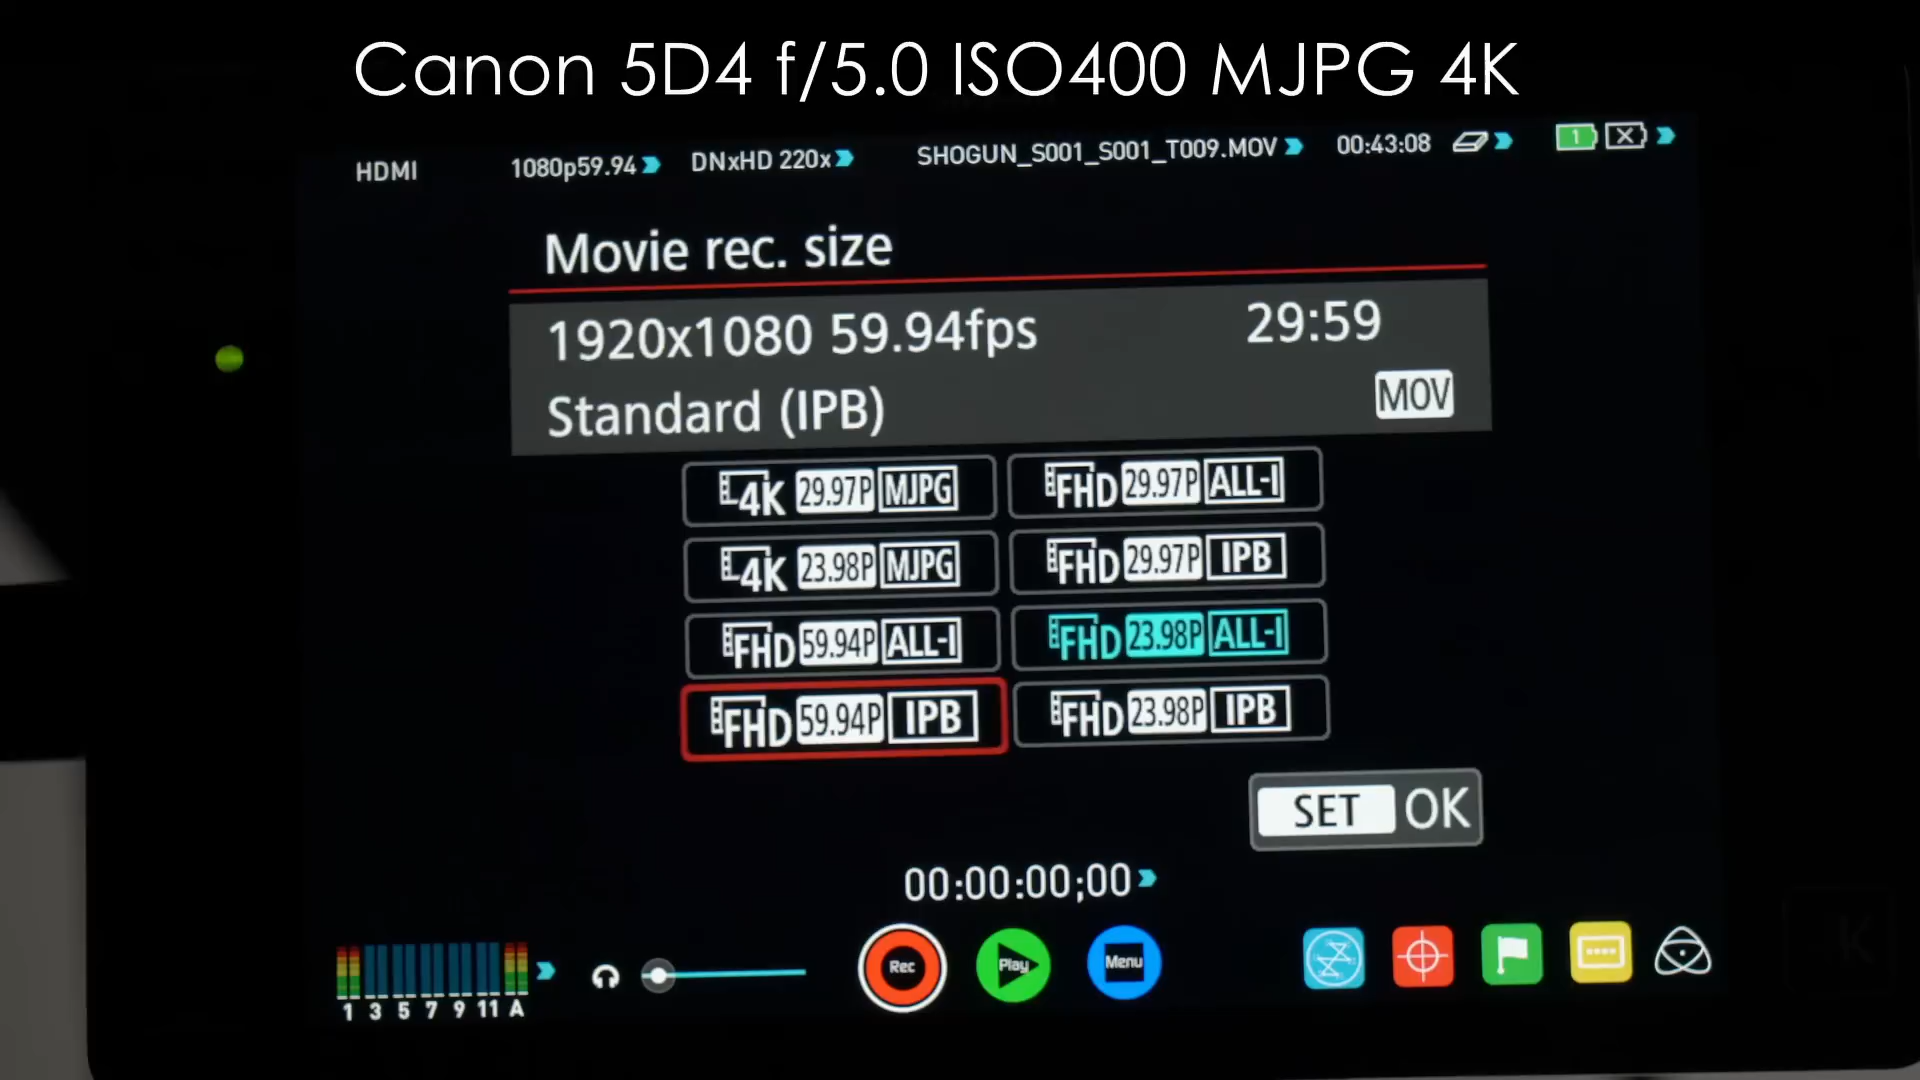 Canon 5D4 f/5.0 ISO400 MJPG 4K
HDMI 1080p59.94 DNxHD 220x SHOGUN_S001_S001_T009.MOV 00:43:08 1
Movie rec. size
1920x1080 59.94fps 29:59
Standard (IPB) MOV
L4K 29.97P MJPG FHD 29.97P ALL-I
L4K 23.98P MJPG FHD 29.97P IPB
FHD 59.94P ALL-I FHD 23.98P ALL-I
FHD 59.94P IPB FHD 23.98P IPB
SET OK
00:00:00;00
Rec Play Menu
1 3 5 7 9 11 A